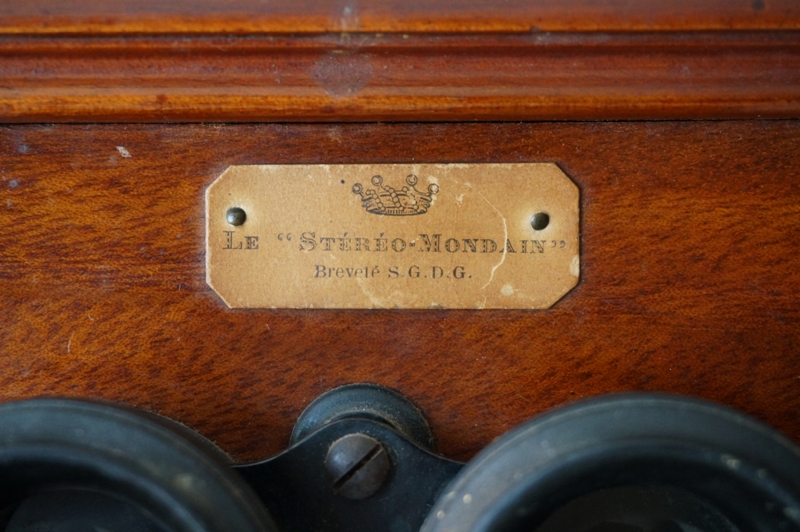 LE “STÉRÉO-MONDAIN”
Breveté S.G.D.G.